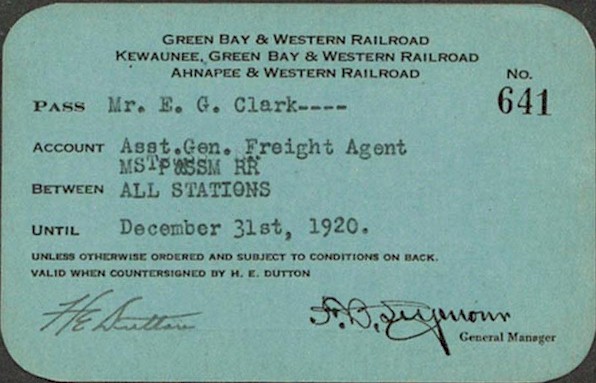 GREEN BAY & WESTERN RAILROAD
KEWAUNEE, GREEN BAY & WESTERN RAILROAD
AHNAPEE & WESTERN RAILROAD
No.
641
PASS Mr. E. G. Clark----
ACCOUNT Asst.Gen. Freight Agent
MSTP&SSM RR
BETWEEN ALL STATIONS
UNTIL December 31st, 1920.
UNLESS OTHERWISE ORDERED AND SUBJECT TO CONDITIONS ON BACK.
VALID WHEN COUNTERSIGNED BY H. E. DUTTON
H E Dutton
F. B. Seymour
General Manager